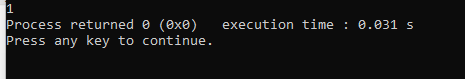 1
Process returned 0 (0x0)   execution time : 0.031 s
Press any key to continue.